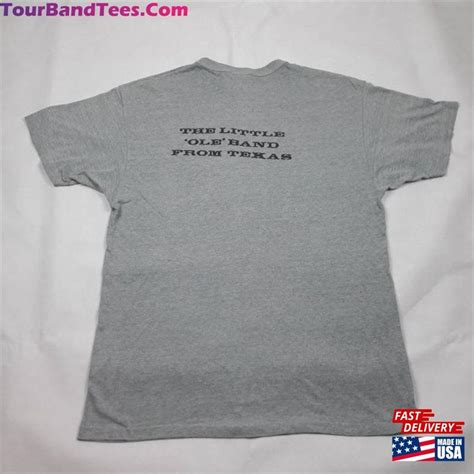 TourBandTees.Com
THE LITTLE
'OLE' BAND
FROM TEXAS
FAST
DELIVERY
MADE IN
USA